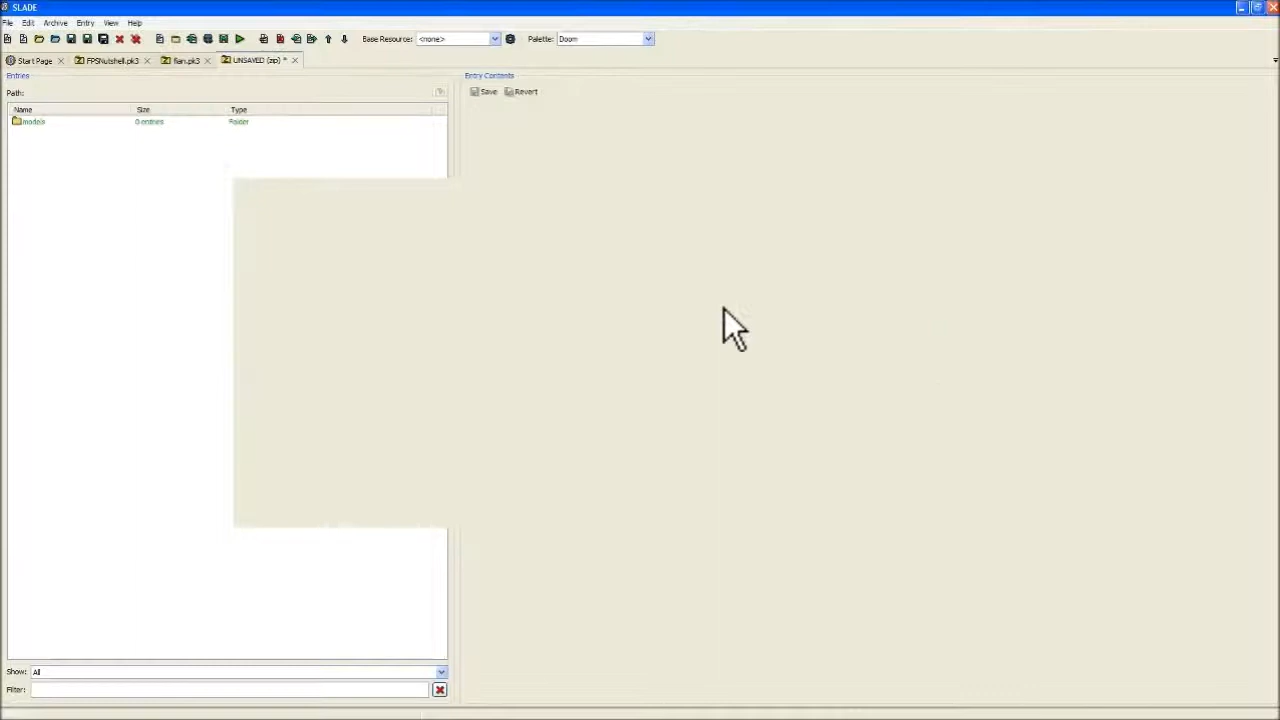 SLADE
File Edit Archive Entry View Help
Base Resource: <none> Palette: Doom
Start Page FPSNutshell.pk3 fian.pk3 UNSAVED (zip) *
Entries
Entry Contents
Path:
Save Revert
Name Size Type
models 0 entries Folder
Show: All
Filter: